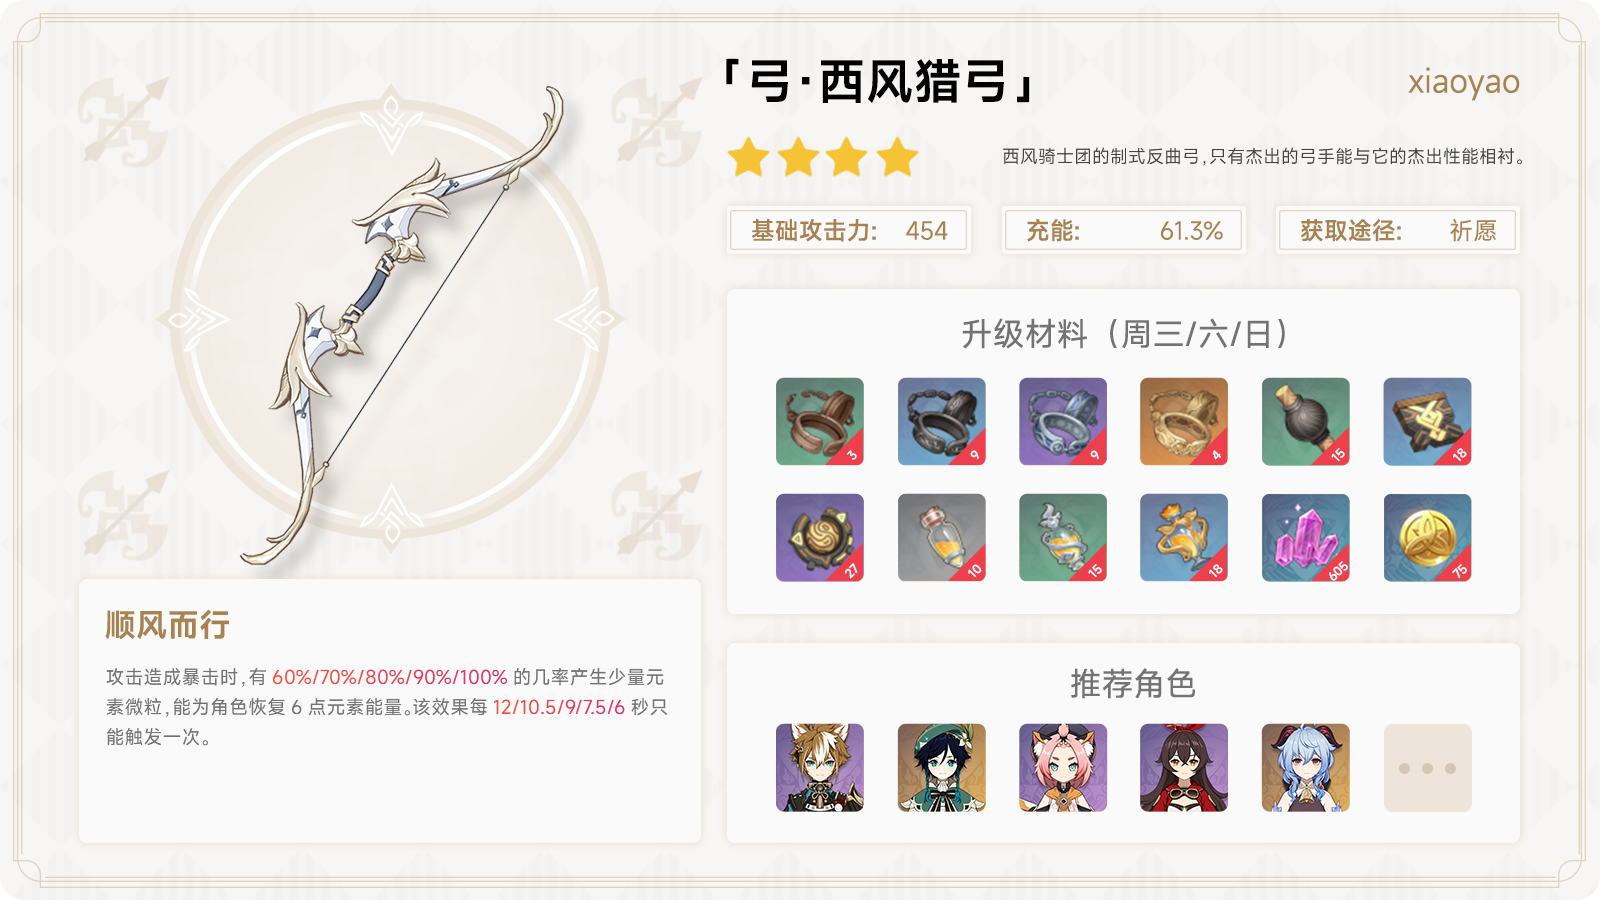 「弓·西风猎弓」
xiaoyao
西风骑士团的制式反曲弓,只有杰出的弓手能与它的杰出性能相衬。
基础攻击力: 454
充能: 61.3%
获取途径: 祈愿
升级材料（周三/六/日）
3 9 9 4 15 18
27 10 15 18 605 75
顺风而行
攻击造成暴击时,有 60%/70%/80%/90%/100% 的几率产生少量元
素微粒,能为角色恢复 6 点元素能量。该效果每 12/10.5/9/7.5/6 秒只
能触发一次。
推荐角色